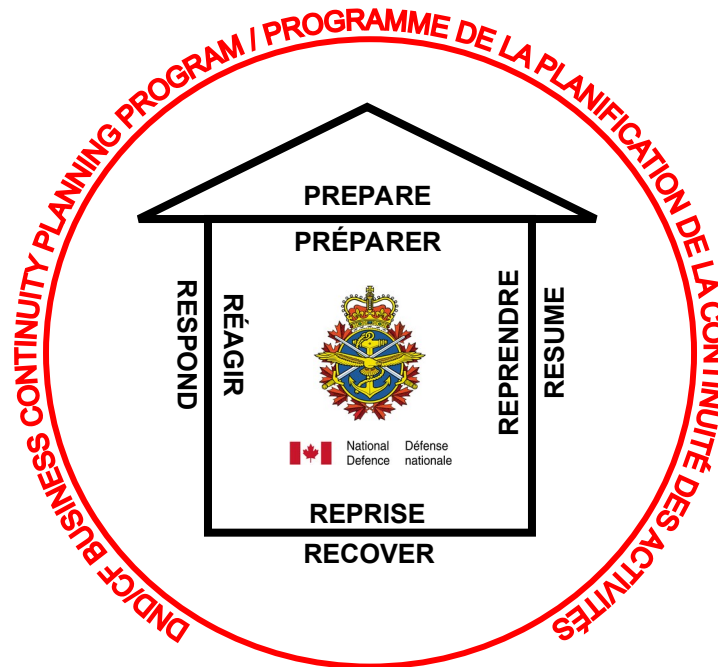 DND/CF BUSINESS CONTINUITY PLANNING PROGRAM / PROGRAMME DE LA PLANIFICATION DE LA CONTINUITÉ DES ACTIVITÉS
PREPARE
PRÉPARER
RESPOND
RÉAGIR
REPRENDRE
RESUME
National Défense
Defence nationale
REPRISE
RECOVER